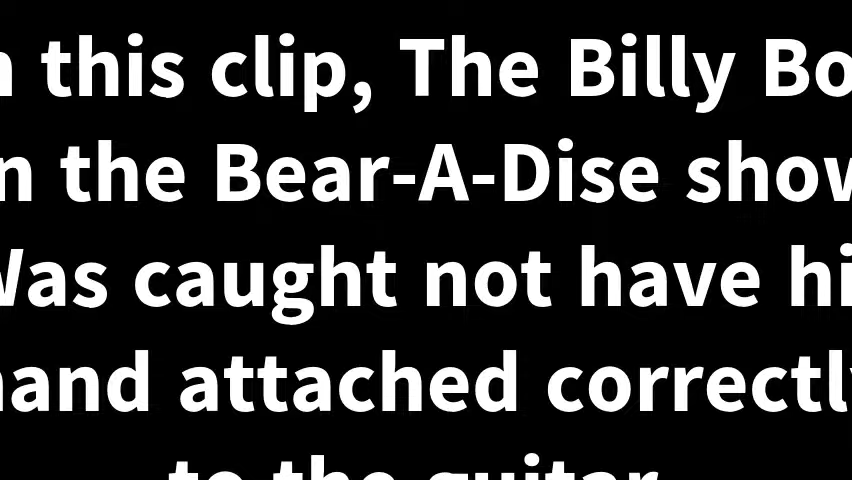 n this clip, The Billy Bo
n the Bear-A-Dise show
Was caught not have hi
hand attached correctly
to the guitar